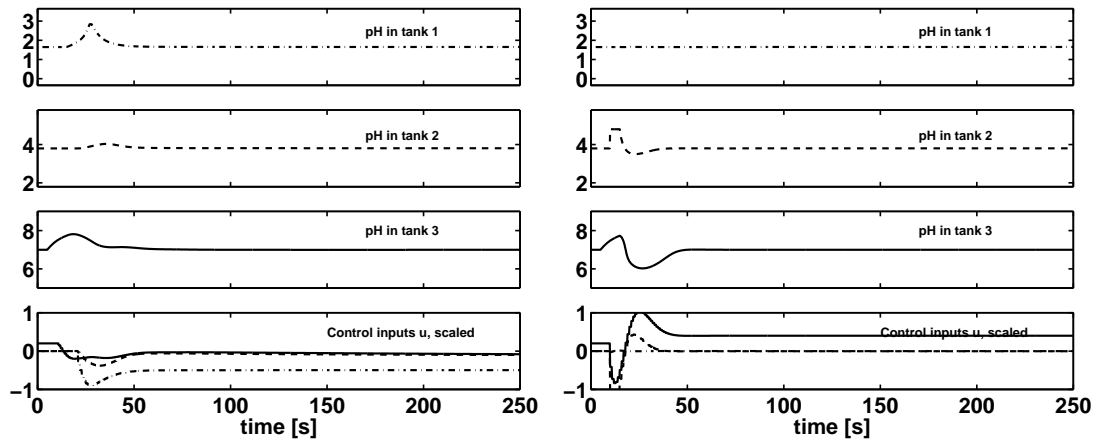 3
2
1
0
pH in tank 1
4
2
pH in tank 2
8
6
pH in tank 3
1
0
−1
Control inputs u, scaled
0 50 100 150 200 250
time [s]
3
2
1
0
pH in tank 1
4
2
pH in tank 2
8
6
pH in tank 3
1
0
−1
Control inputs u, scaled
0 50 100 150 200 250
time [s]